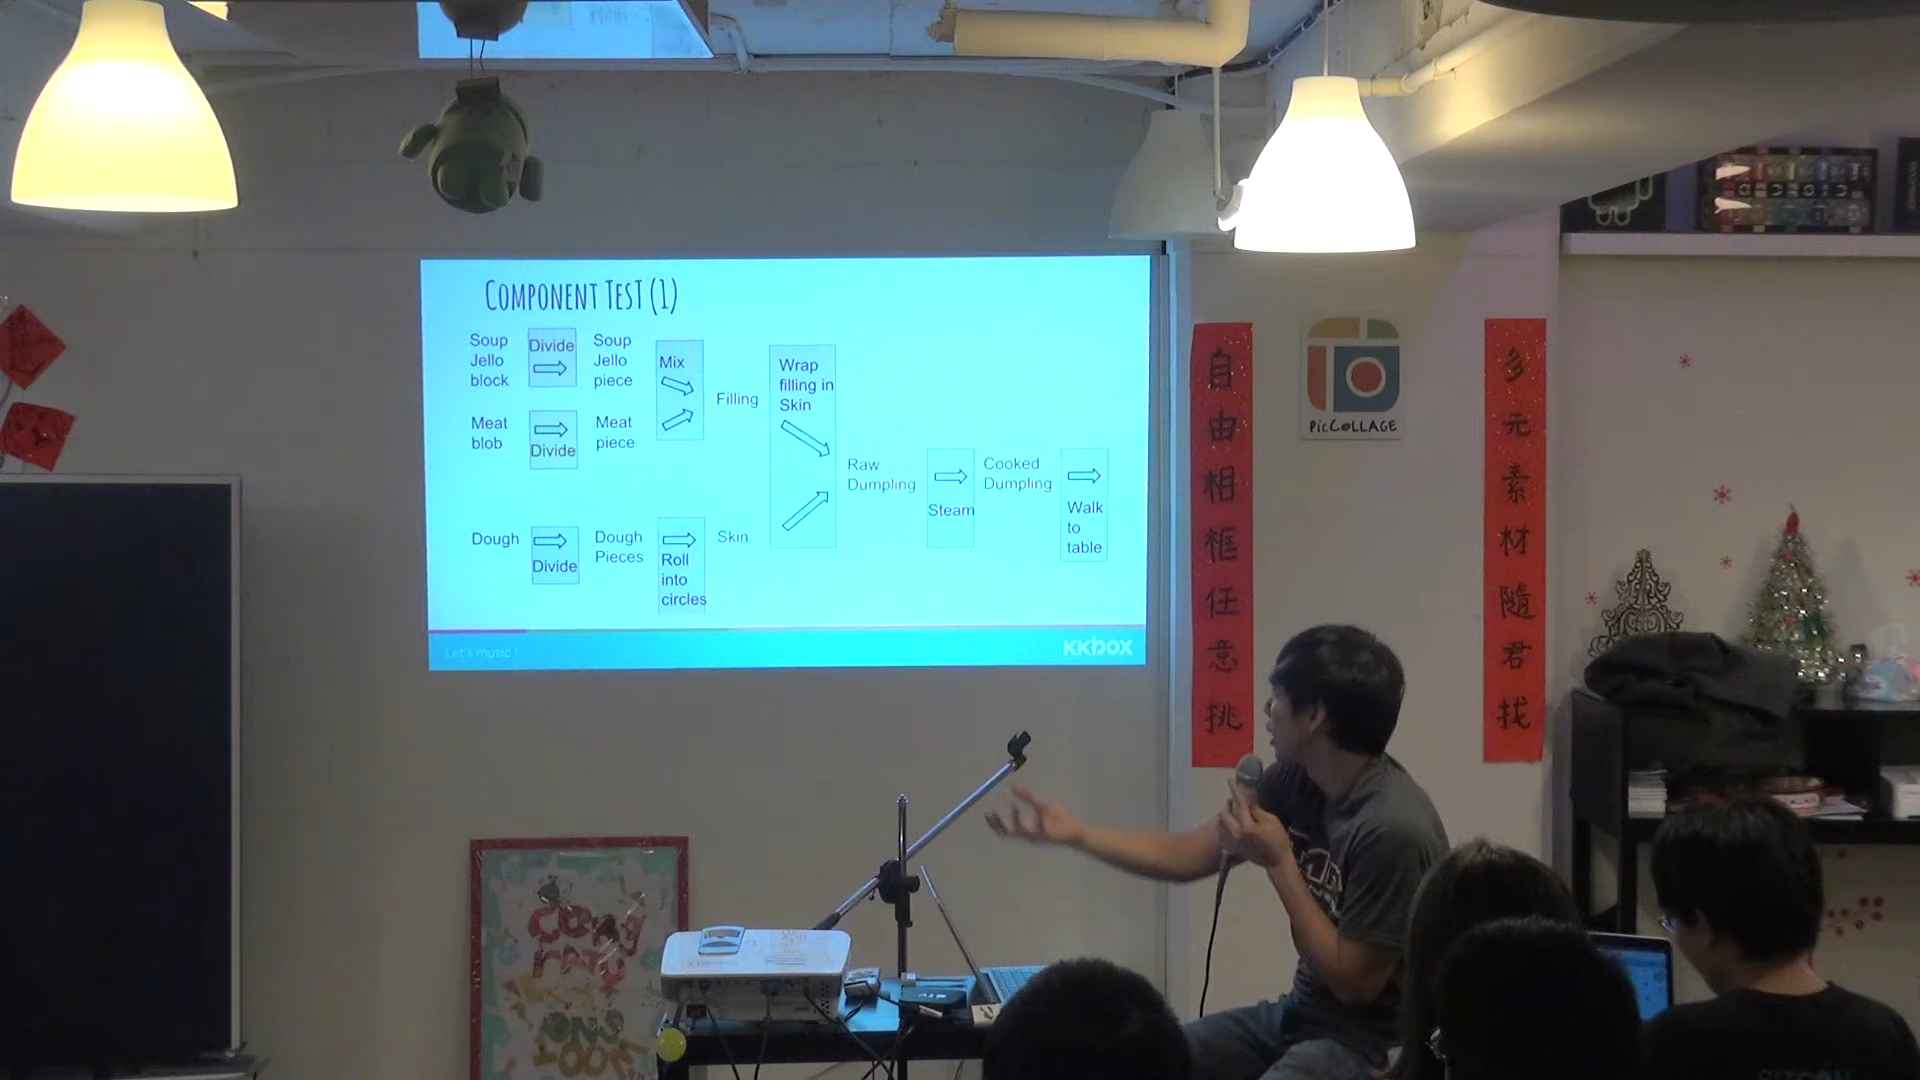 COMPONENT TEST (1)
Soup
Jello
block
Divide
Soup
Jello
piece
Mix
Meat
blob
Divide
Meat
piece
Filling
Wrap
filling in
Skin
Raw
Dumpling
Steam
Cooked
Dumpling
Walk
to
table
Dough
Divide
Dough
Pieces
Roll
into
circles
Skin
Let's music !
KKBOX
自由相框任意挑
PicCOLLAGE
多元素材隨君找